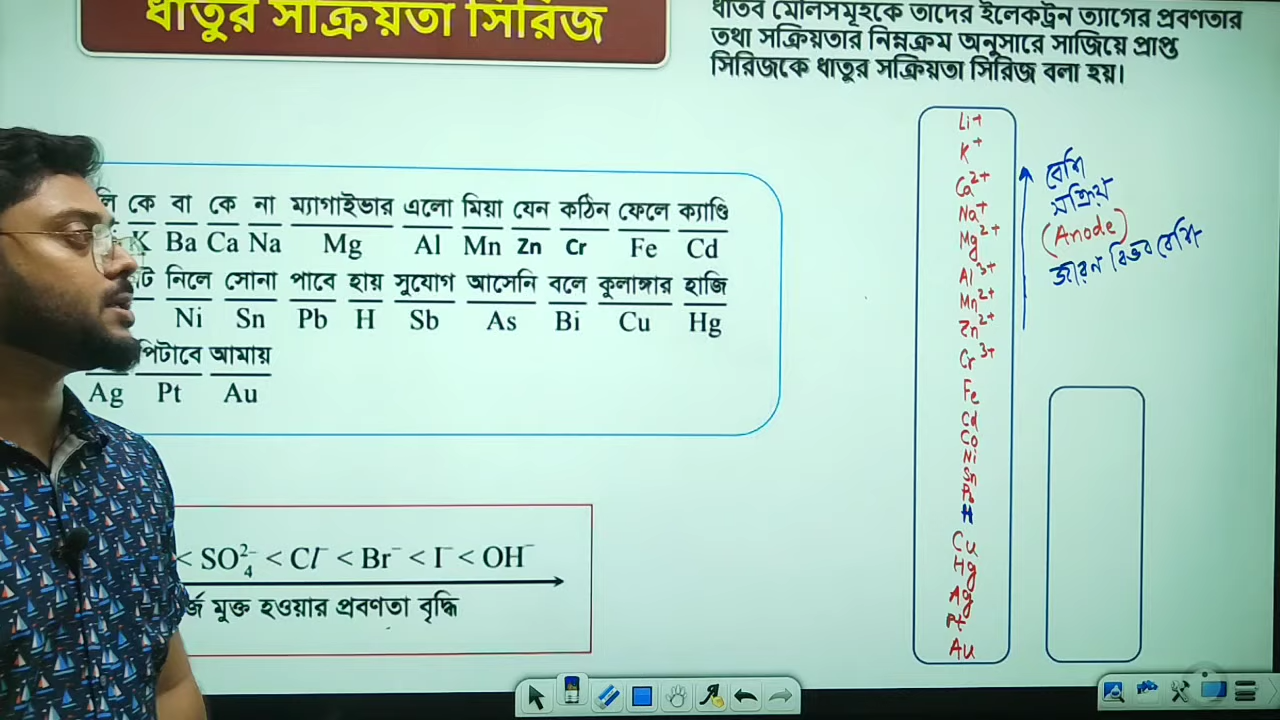 ধাতুর সক্রিয়তা সিরিজ
ধাতব মৌলসমূহকে তাদের ইলেকট্রন ত্যাগের প্রবণতার
তথা সক্রিয়তার নিম্নক্রম অনুসারে সাজিয়ে প্রাপ্ত
সিরিজকে ধাতুর সক্রিয়তা সিরিজ বলা হয়।
কে বা কে না ম্যাগাইভার এলো মিয়া যেন কঠিন ফেলে ক্যাণ্ডি
K Ba Ca Na Mg Al Mn Zn Cr Fe Cd
নিলে সোনা পাবে হায় সুযোগ আসেনি বলে কুলাঙ্গার হাজি
Ni Sn Pb H Sb As Bi Cu Hg
পিটাবে আমায়
Ag Pt Au
< SO₄²⁻ < Cl⁻ < Br⁻ < I⁻ < OH⁻
মুক্ত হওয়ার প্রবণতা বৃদ্ধি
Li⁺
K⁺
Ca²⁺
Na⁺
Mg²⁺
Al³⁺
Mn²⁺
Zn²⁺
Cr³⁺
Fe
Cd
Co
Ni
Sn
Pb
H
Cu
Hg
Ag
Pt
Au
বেশি
সক্রিয়
(Anode)
জারন বিভব বেশি